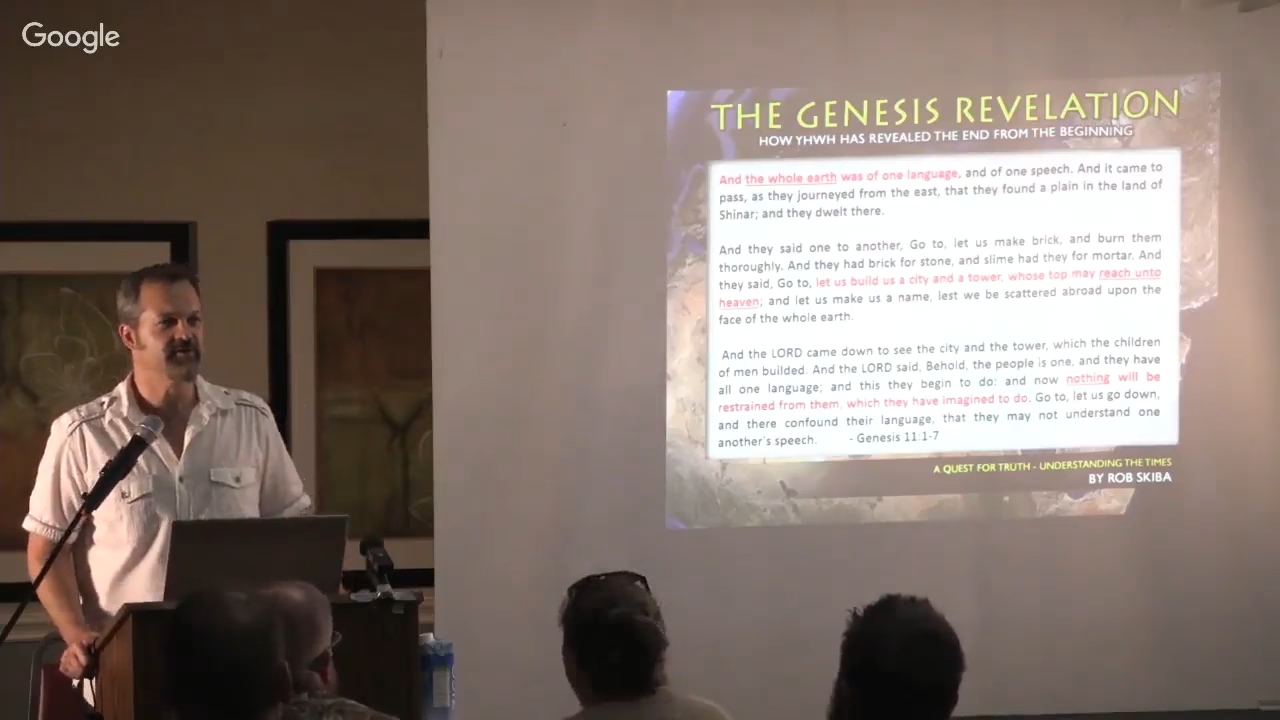 Google
THE GENESIS REVELATION
HOW YHWH HAS REVEALED THE END FROM THE BEGINNING
And the whole earth was of one language, and of one speech. And it came to
pass, as they journeyed from the east, that they found a plain in the land of
Shinar; and they dwelt there.
And they said one to another, Go to, let us make brick, and burn them
thoroughly. And they had brick for stone, and slime had they for mortar. And
they said, Go to, let us build us a city and a tower, whose top may reach unto
heaven; and let us make us a name, lest we be scattered abroad upon the
face of the whole earth.
And the LORD came down to see the city and the tower, which the children
of men builded. And the LORD said, Behold, the people is one, and they have
all one language; and this they begin to do: and now nothing will be
restrained from them, which they have imagined to do. Go to, let us go down,
and there confound their language, that they may not understand one
another's speech. - Genesis 11:1-7
A QUEST FOR TRUTH - UNDERSTANDING THE TIMES
BY ROB SKIBA